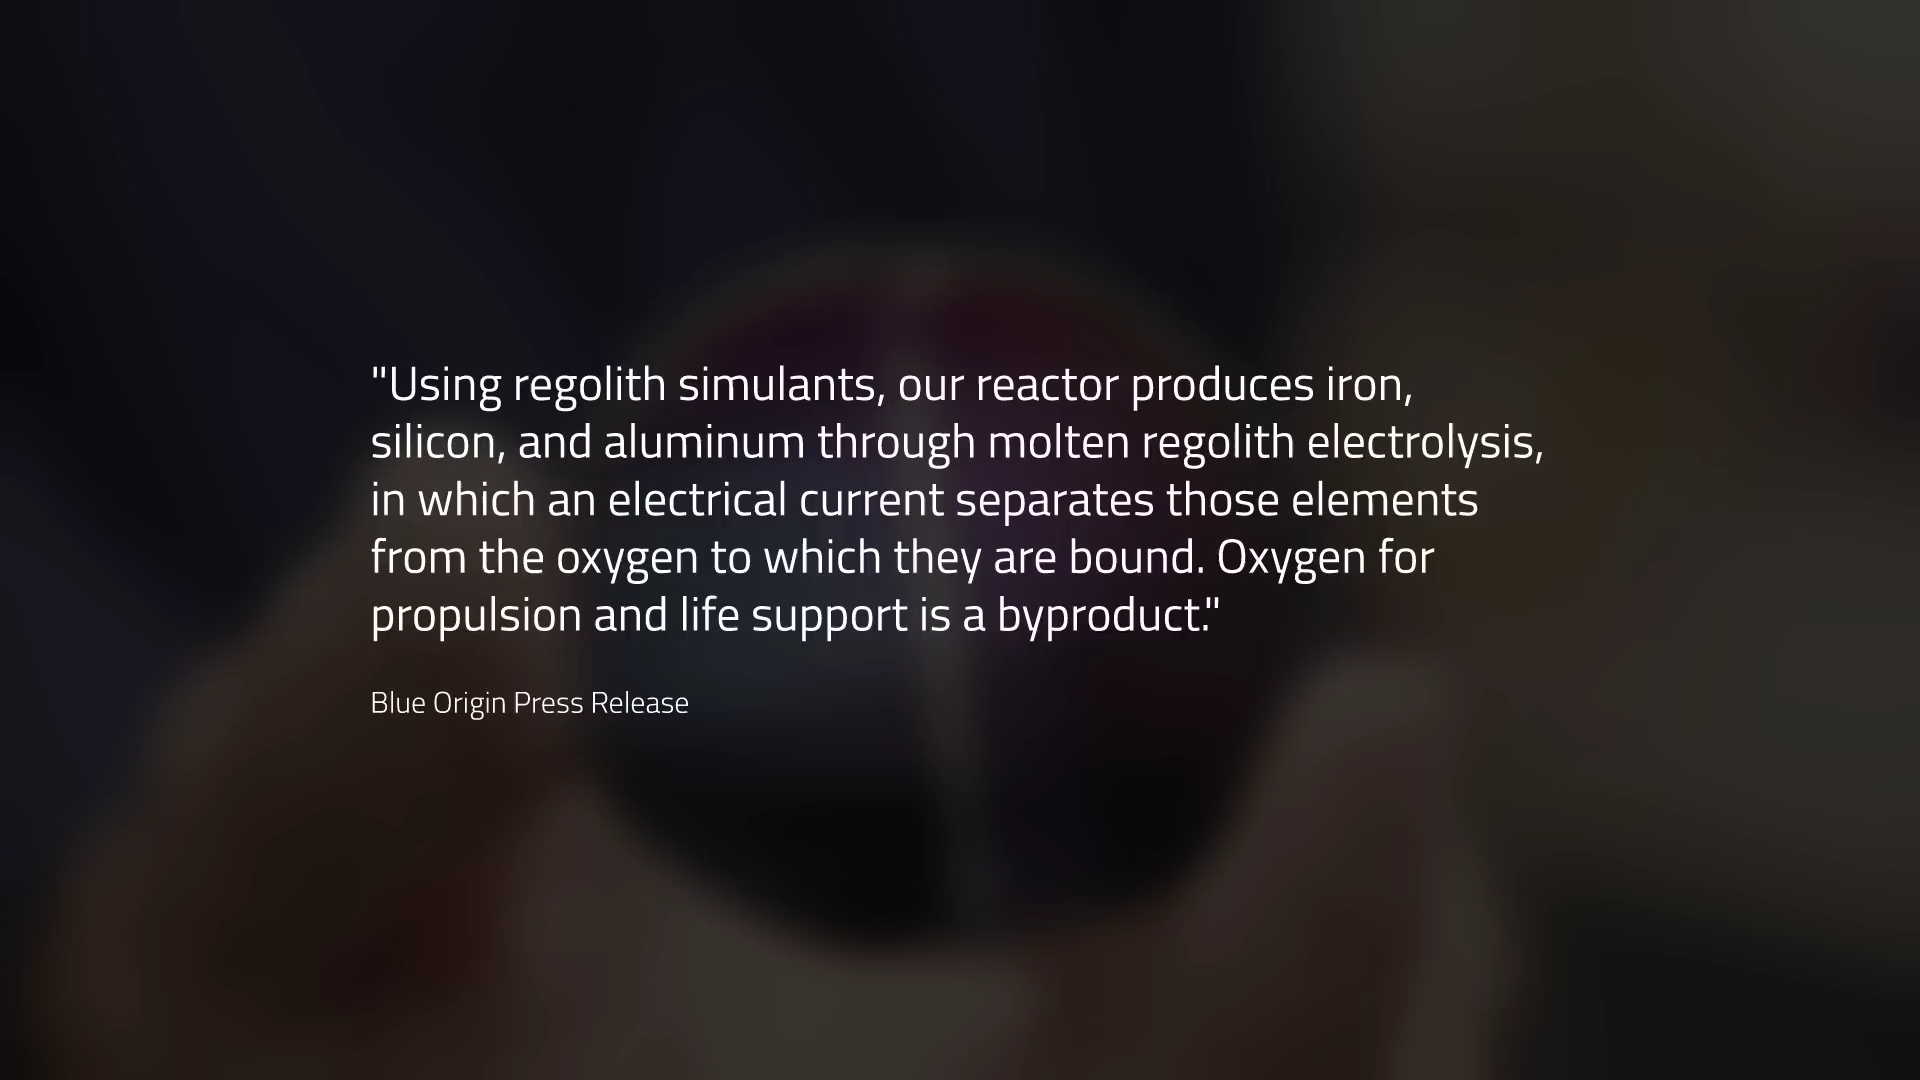 "Using regolith simulants, our reactor produces iron,
silicon, and aluminum through molten regolith electrolysis,
in which an electrical current separates those elements
from the oxygen to which they are bound. Oxygen for
propulsion and life support is a byproduct."
Blue Origin Press Release